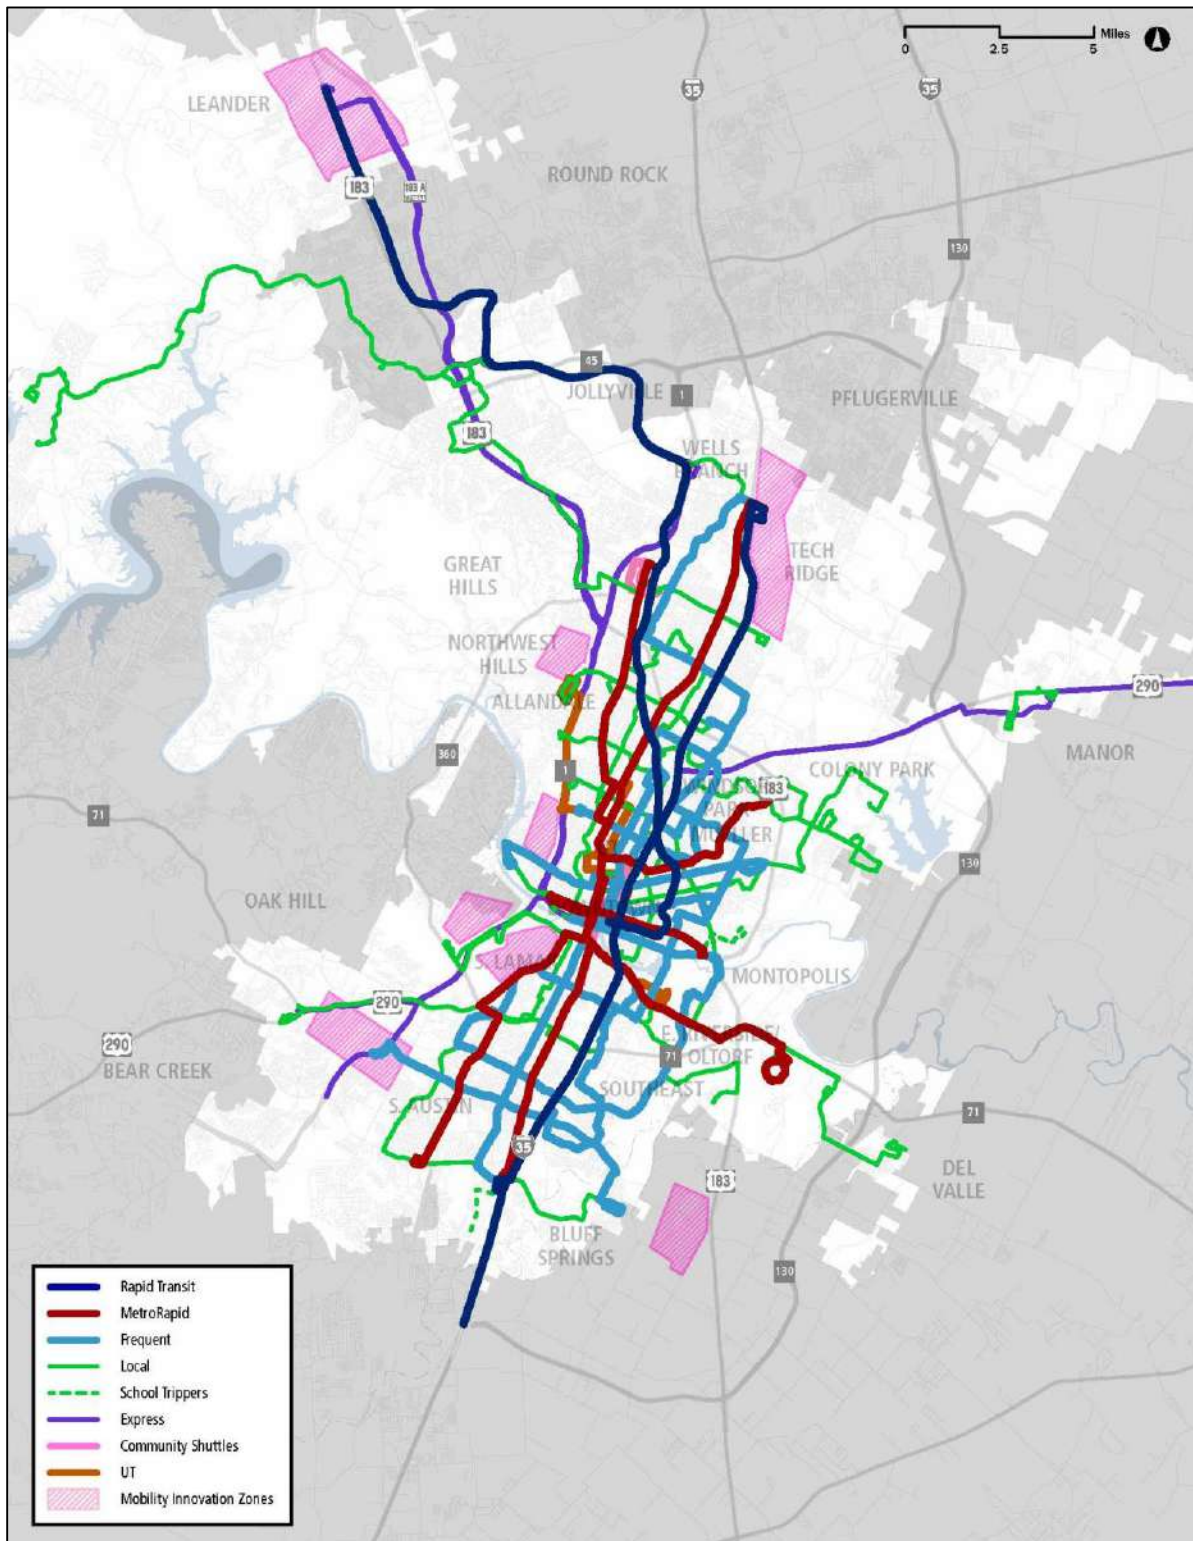 Miles
0
2.5
5
LEANDER
35
35
ROUND ROCK
183
183 A
130
45
JOLLYVILLE
1
PFLUGERVILLE
183
WELLS
TECH
RIDGE
GREAT
HILLS
NORTHWEST
HILLS
ALLANDALE
290
MANOR
360
1
COLONY PARK
183
71
130
OAK HILL
MONTOPOLIS
290
290
BEAR CREEK
71
SOUTHEAST
S. AUSTIN
71
35
DEL
VALLE
183
BLUFF
SPRINGS
130
Rapid Transit
MetroRapid
Frequent
Local
School Trippers
Express
Community Shuttles
UT
Mobility Innovation Zones